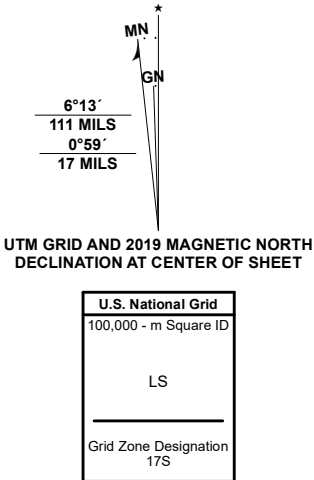 ★
MN
GN
6°13´
111 MILS
0°59´
17 MILS
UTM GRID AND 2019 MAGNETIC NORTH
DECLINATION AT CENTER OF SHEET
U.S. National Grid
100,000 - m Square ID
LS
Grid Zone Designation
17S